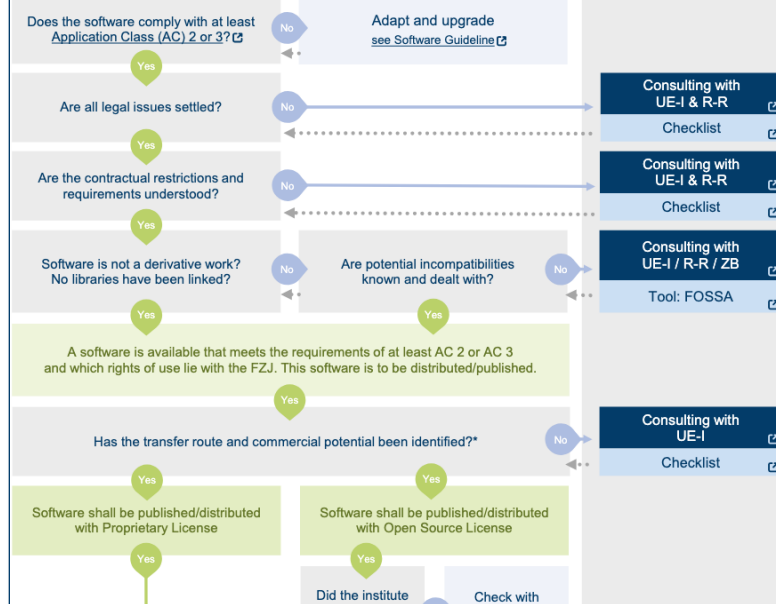 Does the software comply with at least
Application Class (AC) 2 or 3?
No
Adapt and upgrade
see Software Guideline
Yes
Are all legal issues settled?
No
Consulting with
UE-I & R-R
Checklist
Yes
Are the contractual restrictions and
requirements understood?
No
Consulting with
UE-I & R-R
Checklist
Yes
Software is not a derivative work?
No libraries have been linked?
No
Are potential incompatibilities
known and dealt with?
No
Consulting with
UE-I / R-R / ZB
Tool: FOSSA
Yes
Yes
A software is available that meets the requirements of at least AC 2 or AC 3
and which rights of use lie with the FZJ. This software is to be distributed/published.
Yes
Has the transfer route and commercial potential been identified?*
No
Consulting with
UE-I
Checklist
Yes
Yes
Software shall be published/distributed
with Proprietary License
Software shall be published/distributed
with Open Source License
Yes
Yes
Did the institute
Check with